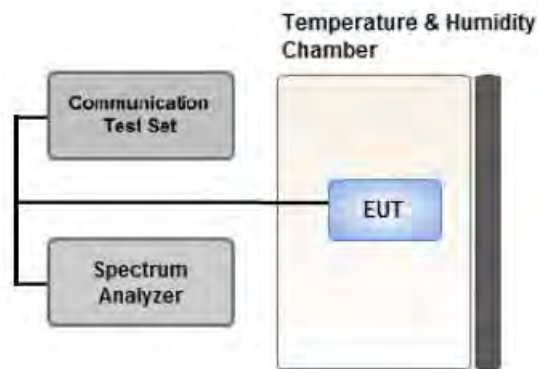 Temperature & Humidity
Chamber
Communication
Test Set
EUT
Spectrum
Analyzer